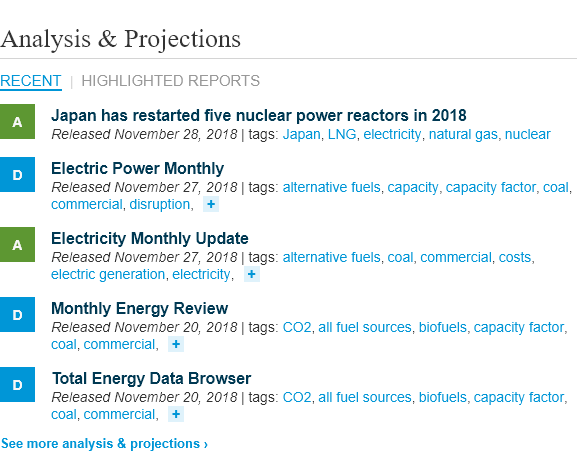 Analysis & Projections
RECENT | HIGHLIGHTED REPORTS
A Japan has restarted five nuclear power reactors in 2018
Released November 28, 2018 | tags: Japan, LNG, electricity, natural gas, nuclear
D Electric Power Monthly
Released November 27, 2018 | tags: alternative fuels, capacity, capacity factor, coal,
commercial, disruption, +
A Electricity Monthly Update
Released November 27, 2018 | tags: alternative fuels, coal, commercial, costs,
electric generation, electricity, +
D Monthly Energy Review
Released November 20, 2018 | tags: CO2, all fuel sources, biofuels, capacity factor,
coal, commercial, +
D Total Energy Data Browser
Released November 20, 2018 | tags: CO2, all fuel sources, biofuels, capacity factor,
coal, commercial, +
See more analysis & projections ›